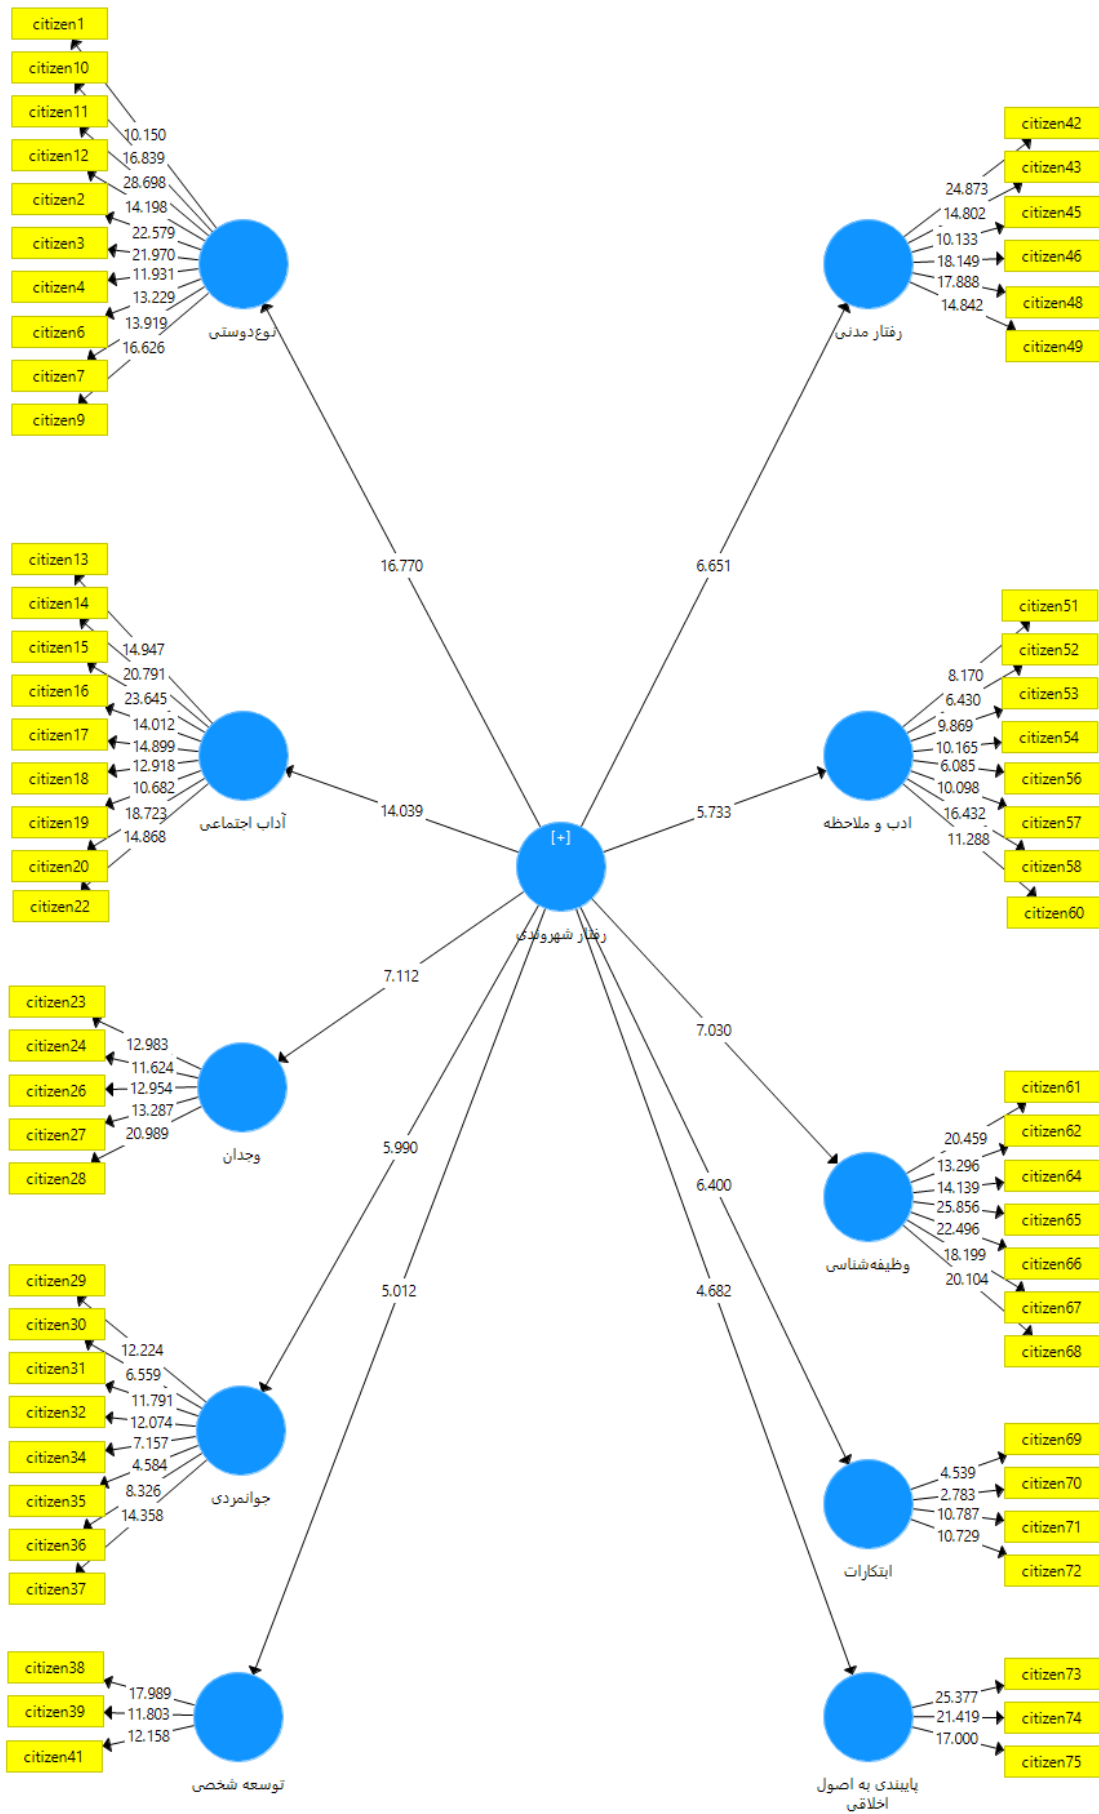 citizen1
citizen10
citizen11
citizen12
citizen2
citizen3
citizen4
citizen6
citizen7
citizen9
10.150
16.839
28.698
14.198
22.579
21.970
11.931
13.229
13.919
16.626
نوع‌دوستی
citizen42
citizen43
citizen45
citizen46
citizen48
citizen49
24.873
14.802
10.133
18.149
17.888
14.842
رفتار مدنی
16.770
6.651
citizen13
citizen14
citizen15
citizen16
citizen17
citizen18
citizen19
citizen20
citizen22
14.947
20.791
23.645
14.012
14.899
12.918
10.682
18.723
14.868
آداب اجتماعی
citizen51
citizen52
citizen53
citizen54
citizen56
citizen57
citizen58
citizen60
8.170
6.430
9.869
10.165
6.085
10.098
16.432
11.288
ادب و ملاحظه
14.039
5.733
[+]
رفتار شهروندی
7.112
7.030
citizen23
citizen24
citizen26
citizen27
citizen28
12.983
11.624
12.954
13.287
20.989
وجدان
citizen61
citizen62
citizen64
citizen65
citizen66
citizen67
citizen68
20.459
13.296
14.139
25.856
22.496
18.199
20.104
وظیفه‌شناسی
5.990
6.400
5.012
4.682
citizen29
citizen30
citizen31
citizen32
citizen34
citizen35
citizen36
citizen37
12.224
6.559
11.791
12.074
7.157
4.584
8.326
14.358
جوانمردی
citizen69
citizen70
citizen71
citizen72
4.539
2.783
10.787
10.729
ابتکارات
citizen38
citizen39
citizen41
17.989
11.803
12.158
توسعه شخصی
citizen73
citizen74
citizen75
25.377
21.419
17.000
پایبندی به اصول
اخلاقی